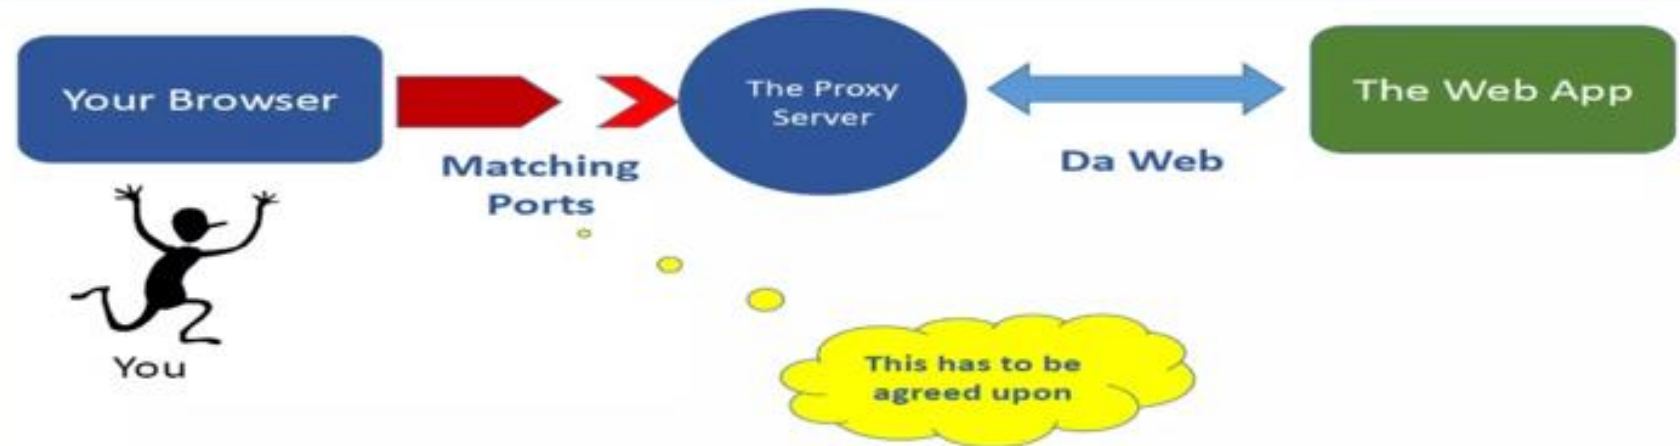 Your Browser
The Proxy
Server
The Web App
Matching
Ports
Da Web
You
This has to be
agreed upon